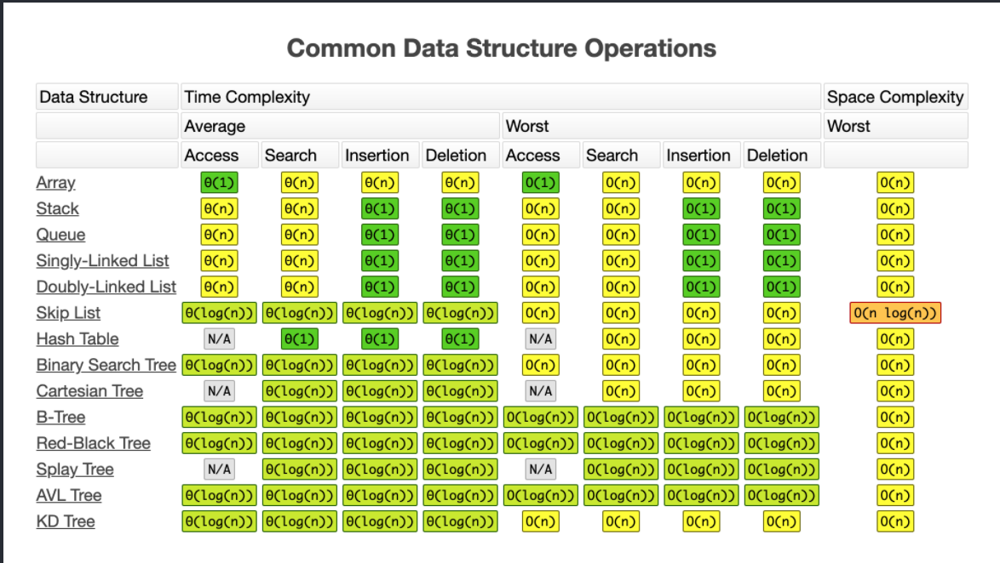 Common Data Structure Operations
Data Structure Time Complexity Space Complexity
Average Worst Worst
Access Search Insertion Deletion Access Search Insertion Deletion
Array Θ(1) Θ(n) Θ(n) Θ(n) O(1) O(n) O(n) O(n) O(n)
Stack Θ(n) Θ(n) Θ(1) Θ(1) O(n) O(n) O(1) O(1) O(n)
Queue Θ(n) Θ(n) Θ(1) Θ(1) O(n) O(n) O(1) O(1) O(n)
Singly-Linked List Θ(n) Θ(n) Θ(1) Θ(1) O(n) O(n) O(1) O(1) O(n)
Doubly-Linked List Θ(n) Θ(n) Θ(1) Θ(1) O(n) O(n) O(1) O(1) O(n)
Skip List Θ(log(n)) Θ(log(n)) Θ(log(n)) Θ(log(n)) O(n) O(n) O(n) O(n) O(n log(n))
Hash Table N/A Θ(1) Θ(1) Θ(1) N/A O(n) O(n) O(n) O(n)
Binary Search Tree Θ(log(n)) Θ(log(n)) Θ(log(n)) Θ(log(n)) O(n) O(n) O(n) O(n) O(n)
Cartesian Tree N/A Θ(log(n)) Θ(log(n)) Θ(log(n)) N/A O(n) O(n) O(n) O(n)
B-Tree Θ(log(n)) Θ(log(n)) Θ(log(n)) Θ(log(n)) O(log(n)) O(log(n)) O(log(n)) O(log(n)) O(n)
Red-Black Tree Θ(log(n)) Θ(log(n)) Θ(log(n)) Θ(log(n)) O(log(n)) O(log(n)) O(log(n)) O(log(n)) O(n)
Splay Tree N/A Θ(log(n)) Θ(log(n)) Θ(log(n)) N/A O(log(n)) O(log(n)) O(log(n)) O(n)
AVL Tree Θ(log(n)) Θ(log(n)) Θ(log(n)) Θ(log(n)) O(log(n)) O(log(n)) O(log(n)) O(log(n)) O(n)
KD Tree Θ(log(n)) Θ(log(n)) Θ(log(n)) Θ(log(n)) O(n) O(n) O(n) O(n) O(n)